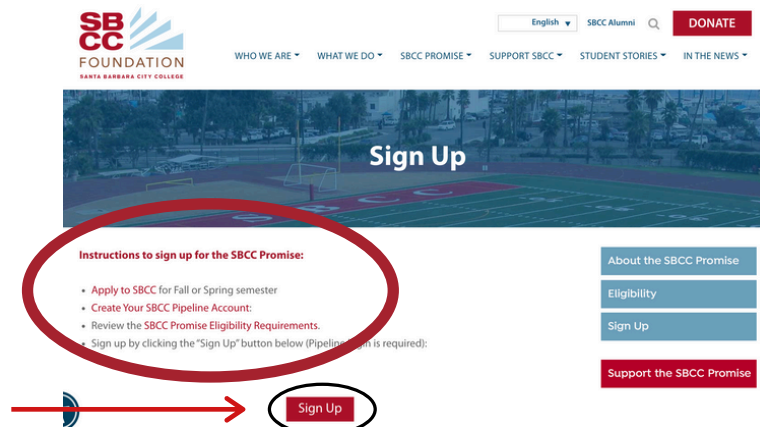 SB
CC
FOUNDATION
SANTA BARBARA CITY COLLEGE
English
SBCC Alumni
DONATE
WHO WE ARE
WHAT WE DO
SBCC PROMISE
SUPPORT SBCC
STUDENT STORIES
IN THE NEWS
Sign Up
S B C C
Instructions to sign up for the SBCC Promise:
• Apply to SBCC for Fall or Spring semester
• Create Your SBCC Pipeline Account:
• Review the SBCC Promise Eligibility Requirements.
• Sign up by clicking the "Sign Up" button below (Pipeline is required):
About the SBCC Promise
Eligibility
Sign Up
Support the SBCC Promise
Sign Up